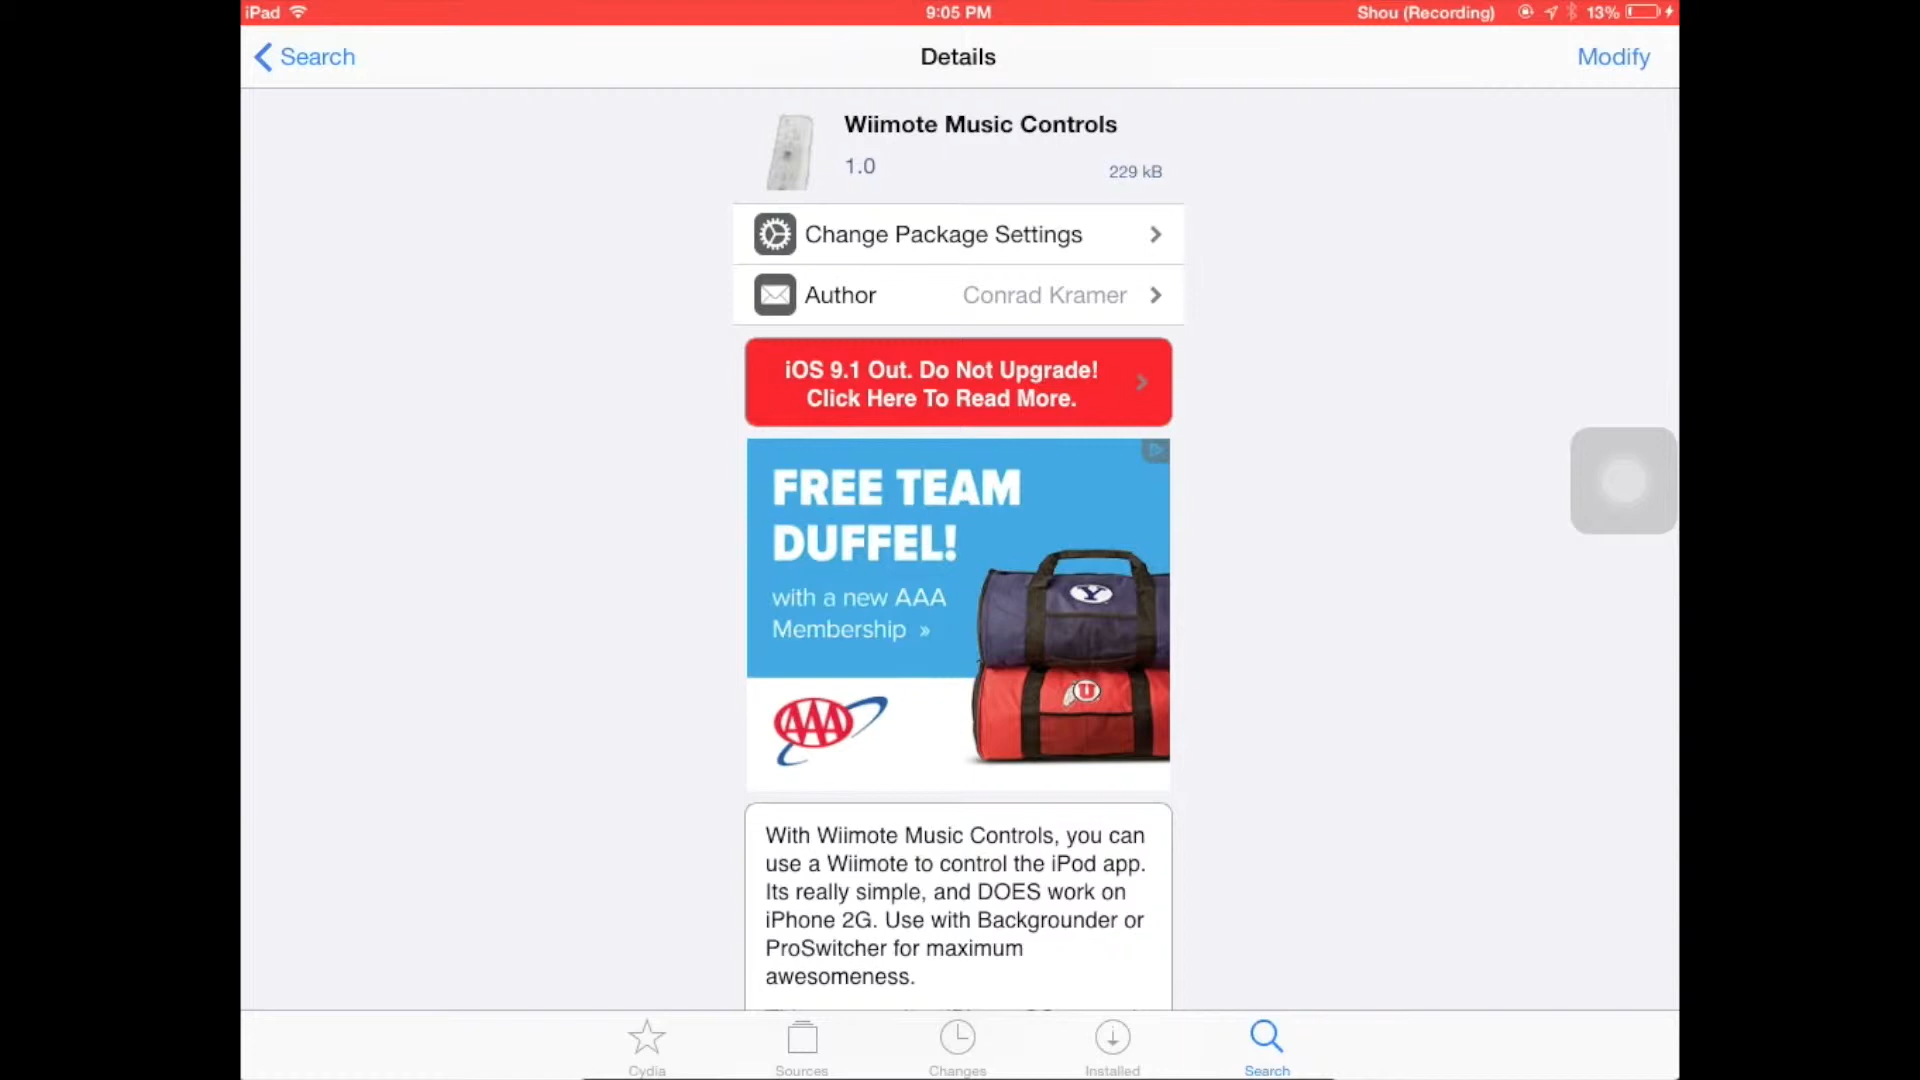 iPad
9:05 PM
Shou (Recording)
13%
Search
Details
Modify
Wiimote Music Controls
1.0
229 kB
Change Package Settings
Author
Conrad Kramer
iOS 9.1 Out. Do Not Upgrade!
Click Here To Read More.
FREE TEAM
DUFFEL!
with a new AAA
Membership »
Y
U
AAA
With Wiimote Music Controls, you can
use a Wiimote to control the iPod app.
Its really simple, and DOES work on
iPhone 2G. Use with Backgrounder or
ProSwitcher for maximum
awesomeness.
Cydia
Sources
Changes
Installed
Search